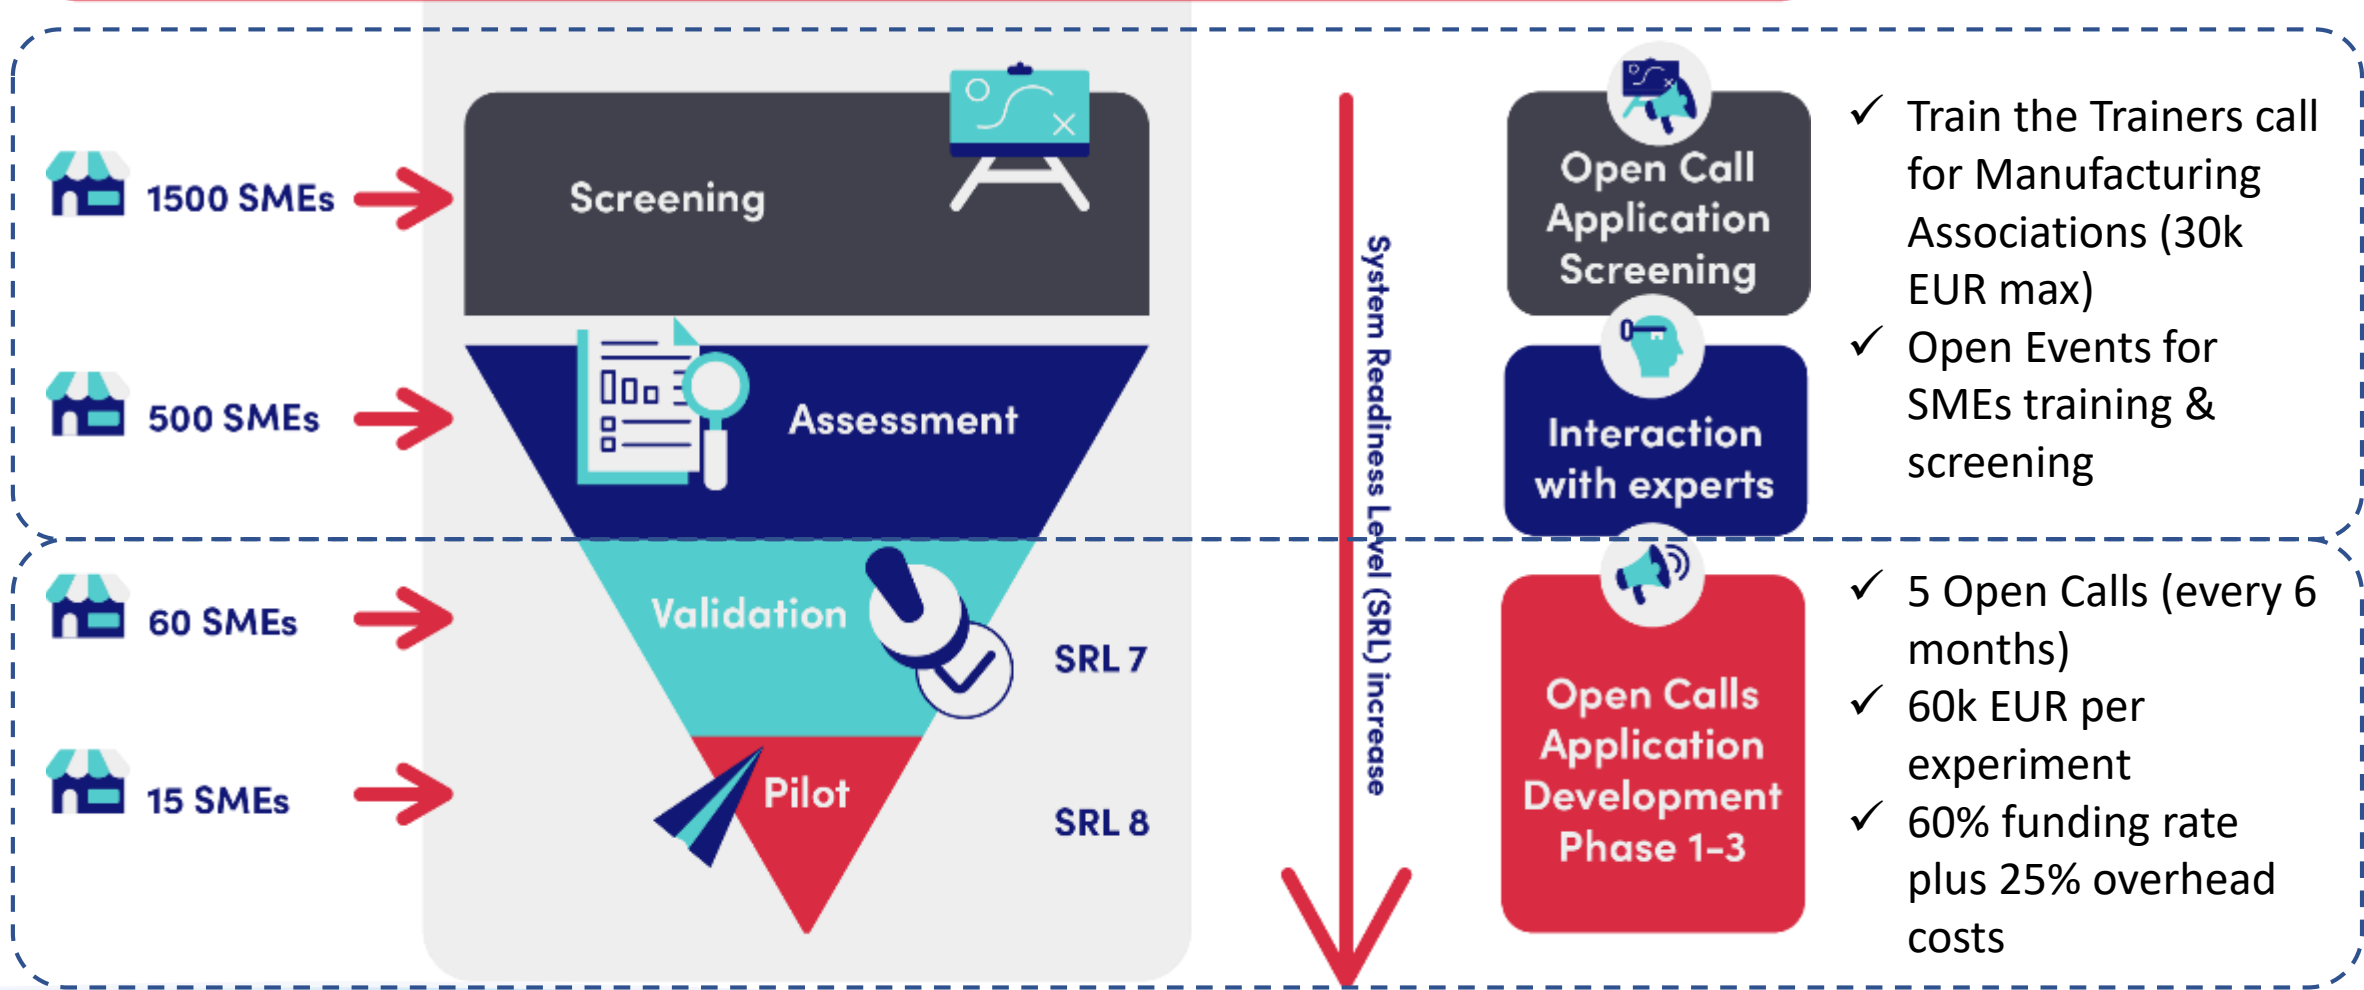 1500 SMEs
Screening
500 SMEs
Assessment
60 SMEs
Validation
SRL 7
15 SMEs
Pilot
SRL 8
System Readiness Level (SRL) increase
Open Call
Application
Screening
Interaction
with experts
Open Calls
Application
Development
Phase 1-3
✓ Train the Trainers call
for Manufacturing
Associations (30k
EUR max)
✓ Open Events for
SMEs training &
screening
✓ 5 Open Calls (every 6
months)
✓ 60k EUR per
experiment
✓ 60% funding rate
plus 25% overhead
costs